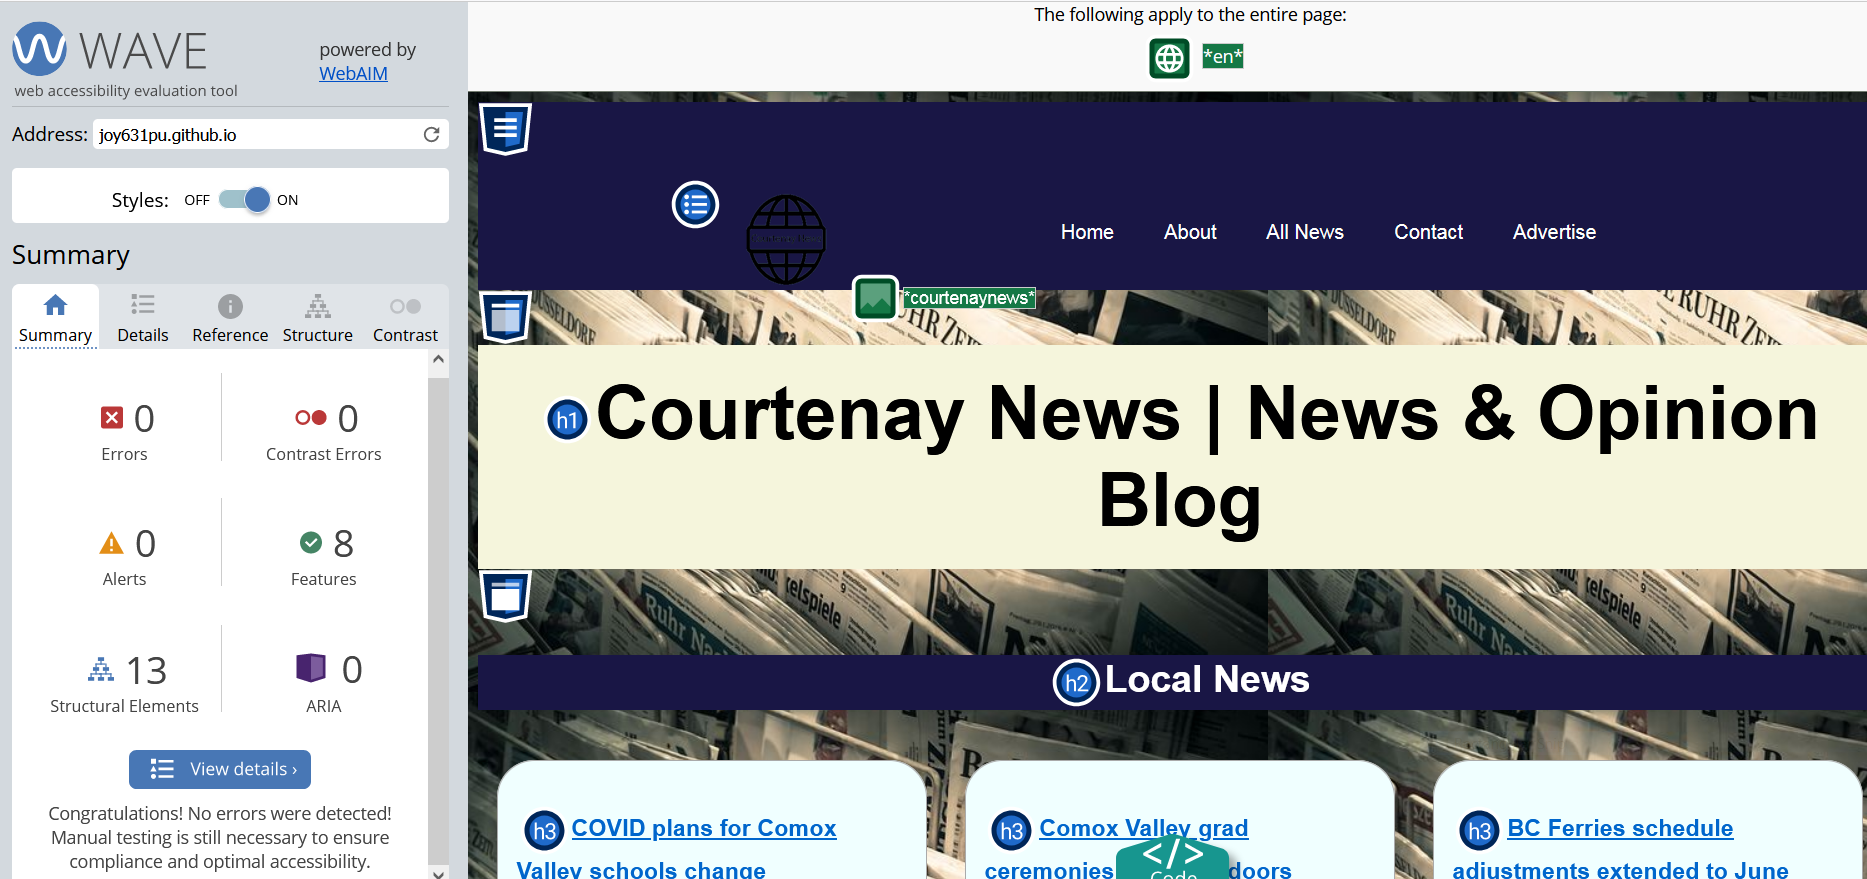 WAVE
web accessibility evaluation tool
powered by
WebAIM
Address: joy631pu.github.io
Styles: OFF ON
Summary
Summary Details Reference Structure Contrast
0 Errors
0 Contrast Errors
0 Alerts
8 Features
13 Structural Elements
0 ARIA
View details ›
Congratulations! No errors were detected!
Manual testing is still necessary to ensure
compliance and optimal accessibility.
The following apply to the entire page:
*en*
Home About All News Contact Advertise
*courtenaynews*
h1 Courtenay News | News & Opinion
Blog
h2 Local News
h3 COVID plans for Comox
Valley schools change
h3 Comox Valley grad
ceremonies
doors
h3 BC Ferries schedule
adjustments extended to June
</> Code